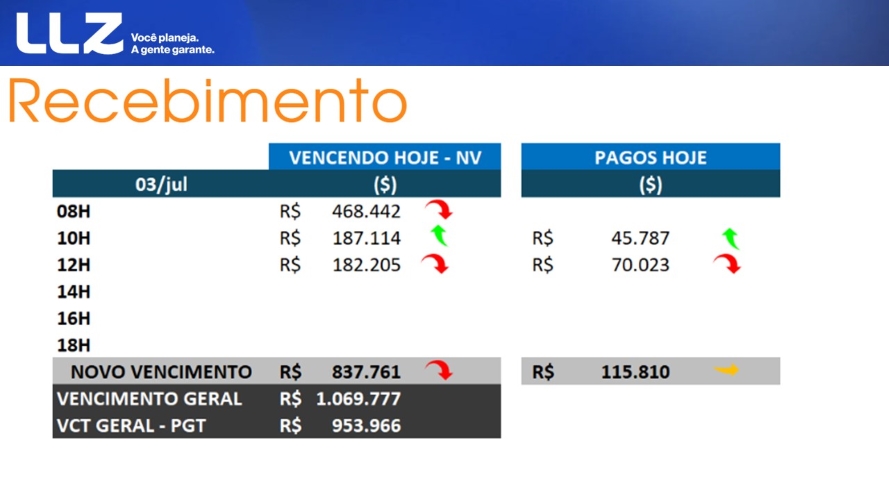 LLZ Você planeja.
A gente garante.
Recebimento
VENCENDO HOJE - NV PAGOS HOJE
03/jul ($) ($)
08H R$ 468.442
10H R$ 187.114 R$ 45.787
12H R$ 182.205 R$ 70.023
14H
16H
18H
NOVO VENCIMENTO R$ 837.761 R$ 115.810
VENCIMENTO GERAL R$ 1.069.777
VCT GERAL - PGT R$ 953.966